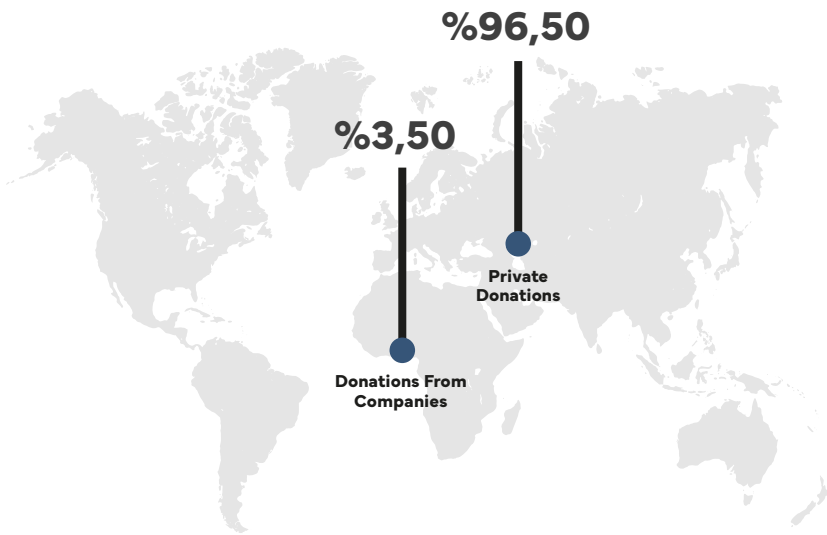 %96,50
%3,50
Private
Donations
Donations From
Companies